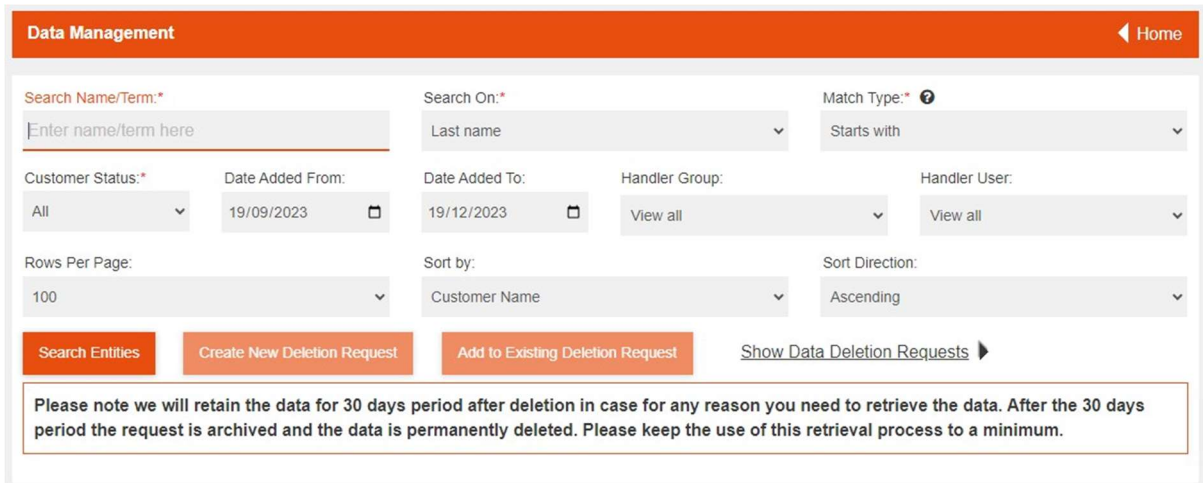 Data Management
Home
Search Name/Term:*
Search On:*
Match Type:*
Enter name/term here
Last name
Starts with
Customer Status:*
Date Added From:
Date Added To:
Handler Group:
Handler User:
All
19/09/2023
19/12/2023
View all
View all
Rows Per Page:
Sort by:
Sort Direction:
100
Customer Name
Ascending
Search Entities
Create New Deletion Request
Add to Existing Deletion Request
Show Data Deletion Requests
Please note we will retain the data for 30 days period after deletion in case for any reason you need to retrieve the data. After the 30 days
period the request is archived and the data is permanently deleted. Please keep the use of this retrieval process to a minimum.